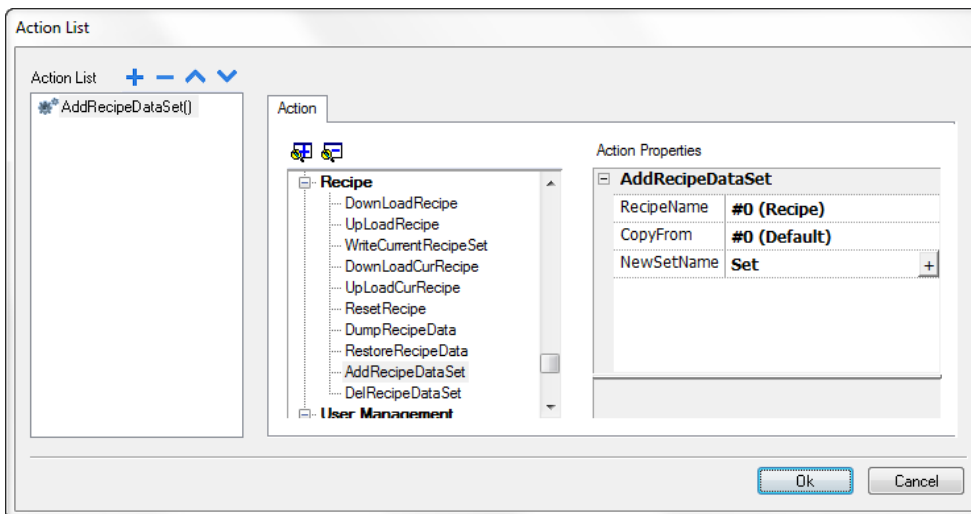 Action List
Action List
AddRecipeDataSet()
Action
Recipe
DownLoadRecipe
UpLoadRecipe
WriteCurrentRecipeSet
DownLoadCurRecipe
UpLoadCurRecipe
ResetRecipe
DumpRecipeData
RestoreRecipeData
AddRecipeDataSet
DelRecipeDataSet
User Management
Action Properties
AddRecipeDataSet
RecipeName #0 (Recipe)
CopyFrom #0 (Default)
NewSetName Set +
Ok Cancel